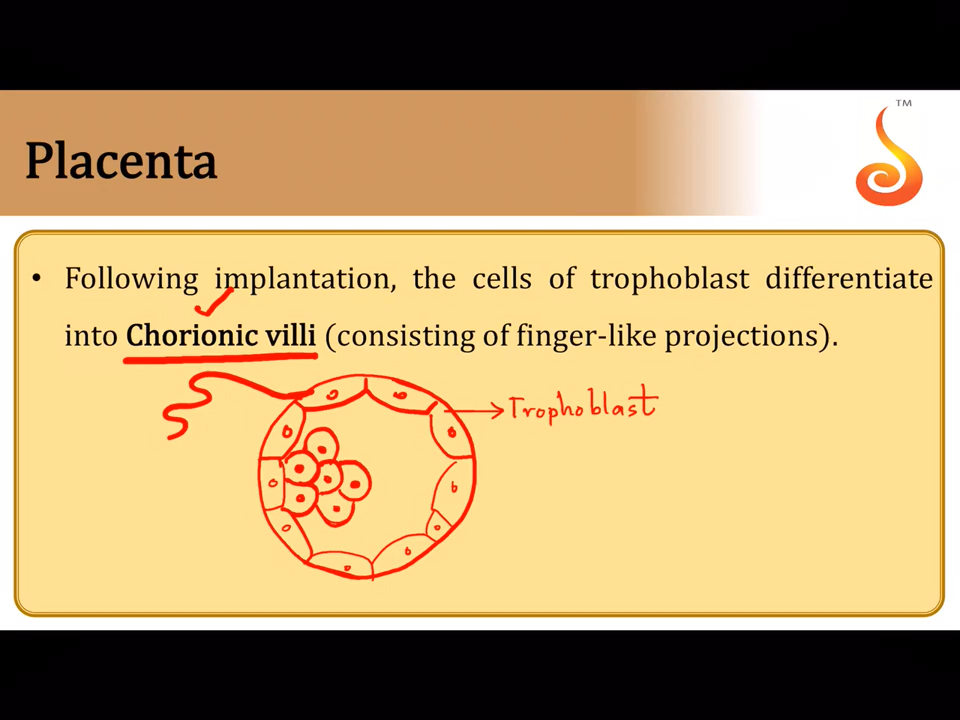 TM
Placenta
• Following implantation, the cells of trophoblast differentiate
into Chorionic villi (consisting of finger-like projections).
Trophoblast